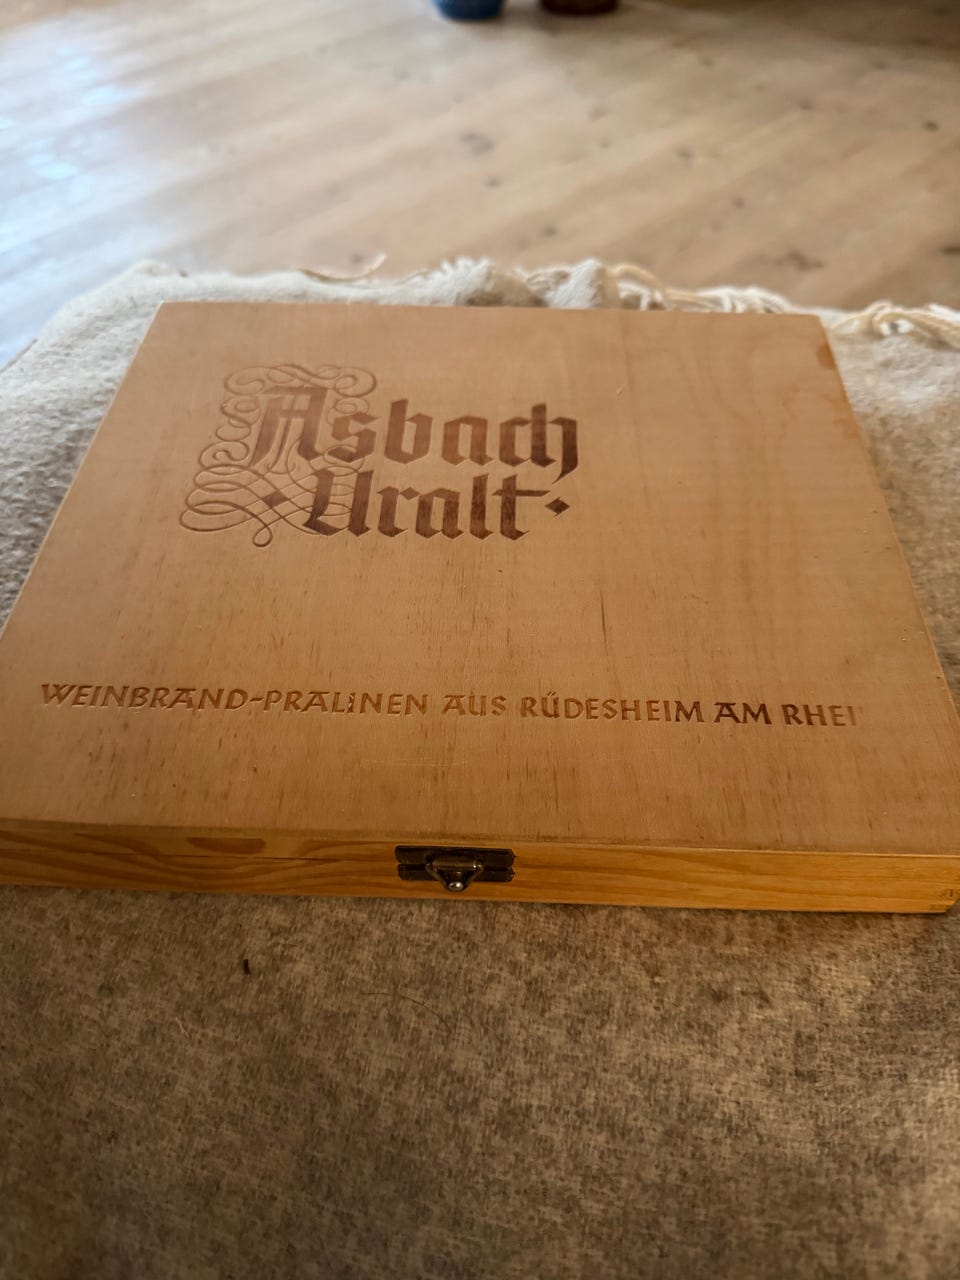 Asbach
·Uralt·
WEINBRAND-PRALINEN AUS RÜDESHEIM AM RHEI